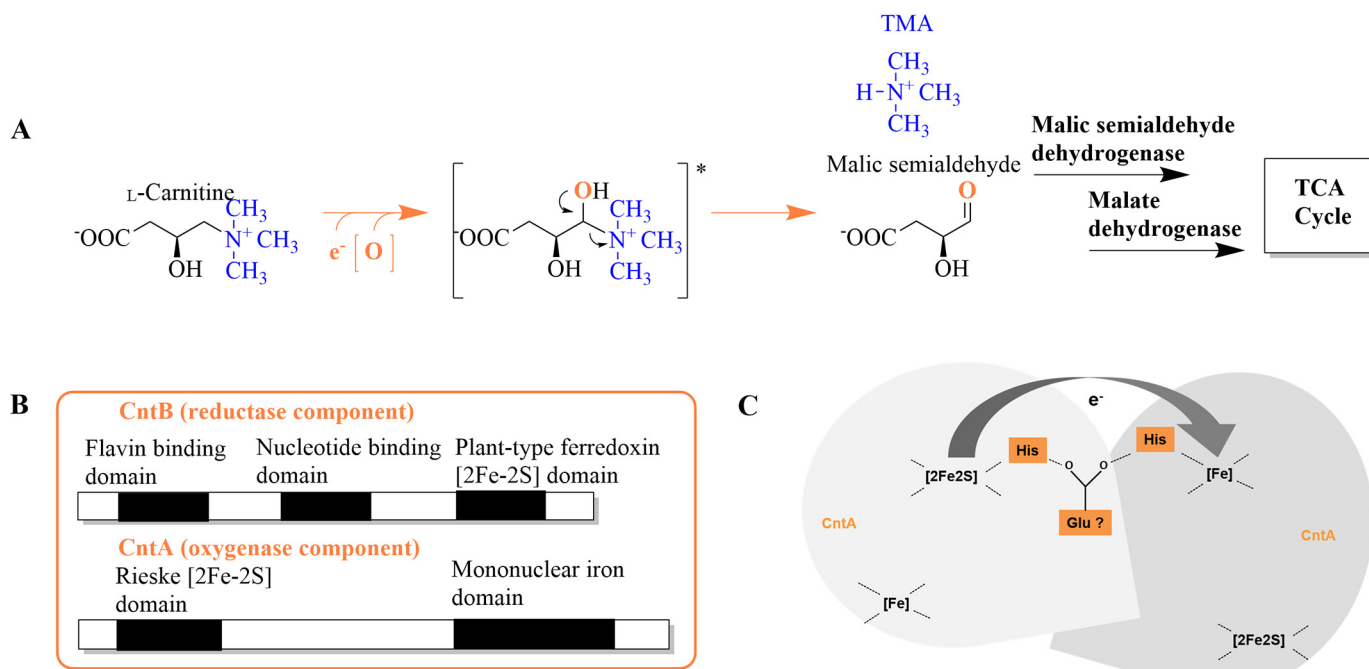 A
L-Carnitine
-OOC
OH
CH3
N+ CH3
CH3
e- [ O ]
-OOC
OH
OH
CH3
N+ CH3
CH3
*
TMA
CH3
H-N+ CH3
CH3
Malic semialdehyde
O
-OOC
OH
Malic semialdehyde
dehydrogenase
Malate
dehydrogenase
TCA
Cycle
B
CntB (reductase component)
Flavin binding
domain
Nucleotide binding
domain
Plant-type ferredoxin
[2Fe-2S] domain
CntA (oxygenase component)
Rieske [2Fe-2S]
domain
Mononuclear iron
domain
C
e-
His
His
[2Fe2S]
O
O
[Fe]
Glu ?
CntA
CntA
[Fe]
[2Fe2S]